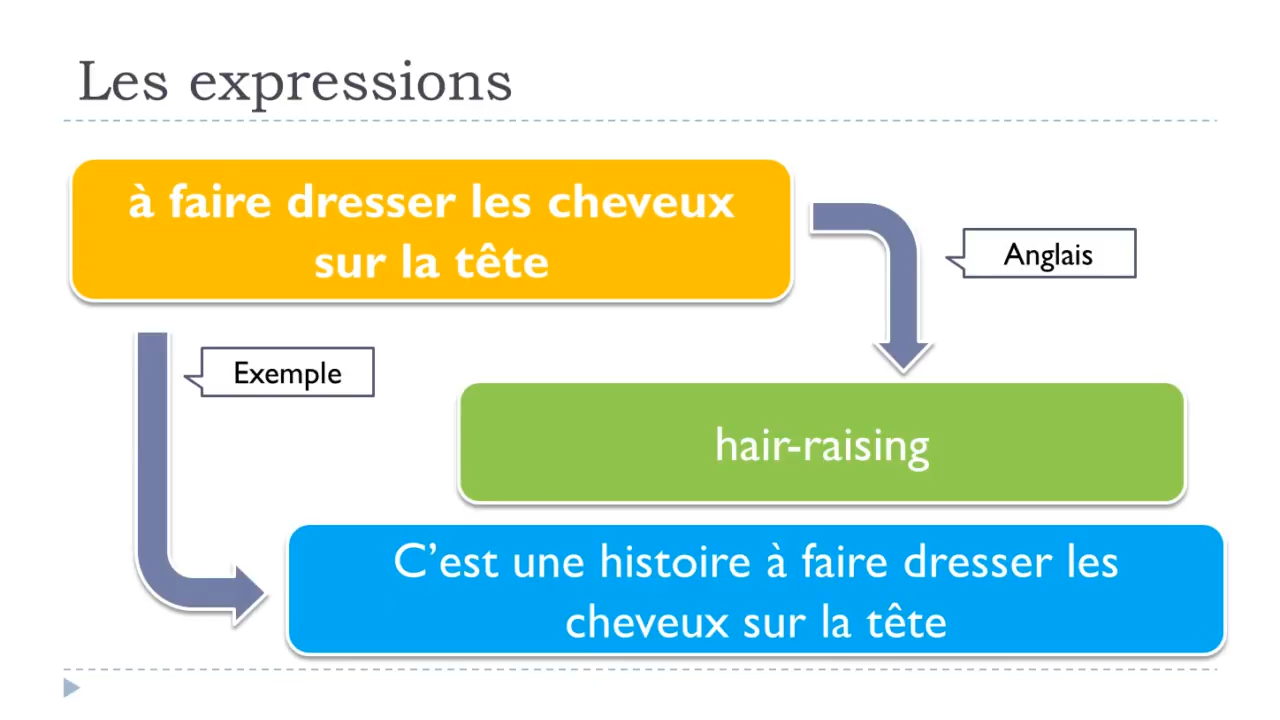 Les expressions
à faire dresser les cheveux
sur la tête
Anglais
Exemple
hair-raising
C’est une histoire à faire dresser les
cheveux sur la tête